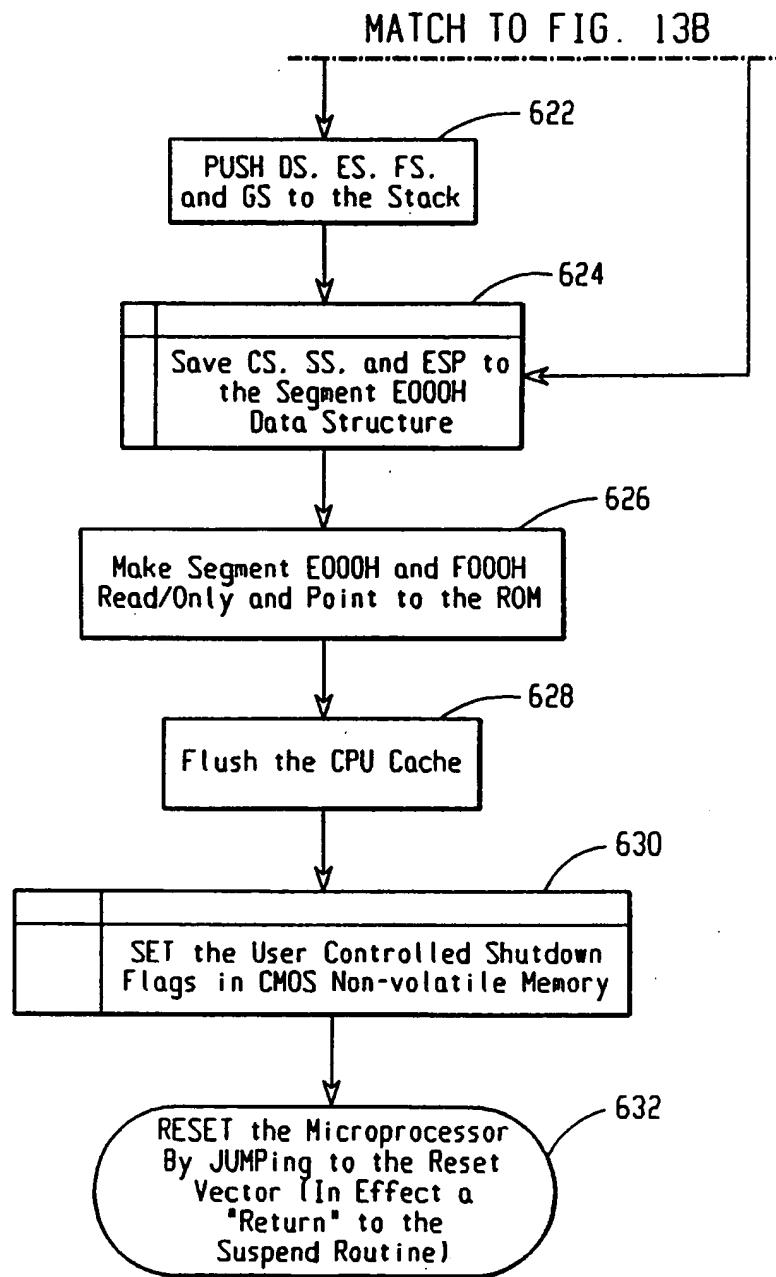 MATCH TO FIG. 13B
622
PUSH DS. ES. FS.
and GS to the Stack
624
Save CS. SS. and ESP to
the Segment E000H
Data Structure
626
Make Segment E000H and F000H
Read/Only and Point to the ROM
628
Flush the CPU Cache
630
SET the User Controlled Shutdown
Flags in CMOS Non-volatile Memory
632
RESET the Microprocessor
By JUMPing to the Reset
Vector (In Effect a
"Return" to the
Suspend Routine)